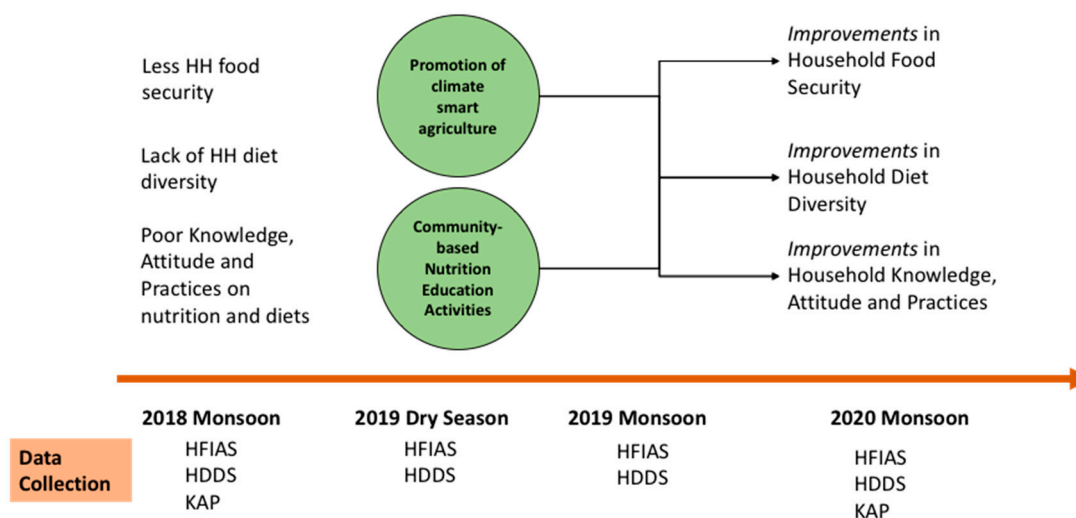 Less HH food
security
Lack of HH diet
diversity
Poor Knowledge,
Attitude and
Practices on
nutrition and diets
Promotion of
climate
smart
agriculture
Community-
based
Nutrition
Education
Activities
Improvements in
Household Food
Security
Improvements in
Household Diet
Diversity
Improvements in
Household Knowledge,
Attitude and Practices
Data
Collection
2018 Monsoon
HFIAS
HDDS
KAP
2019 Dry Season
HFIAS
HDDS
2019 Monsoon
HFIAS
HDDS
2020 Monsoon
HFIAS
HDDS
KAP